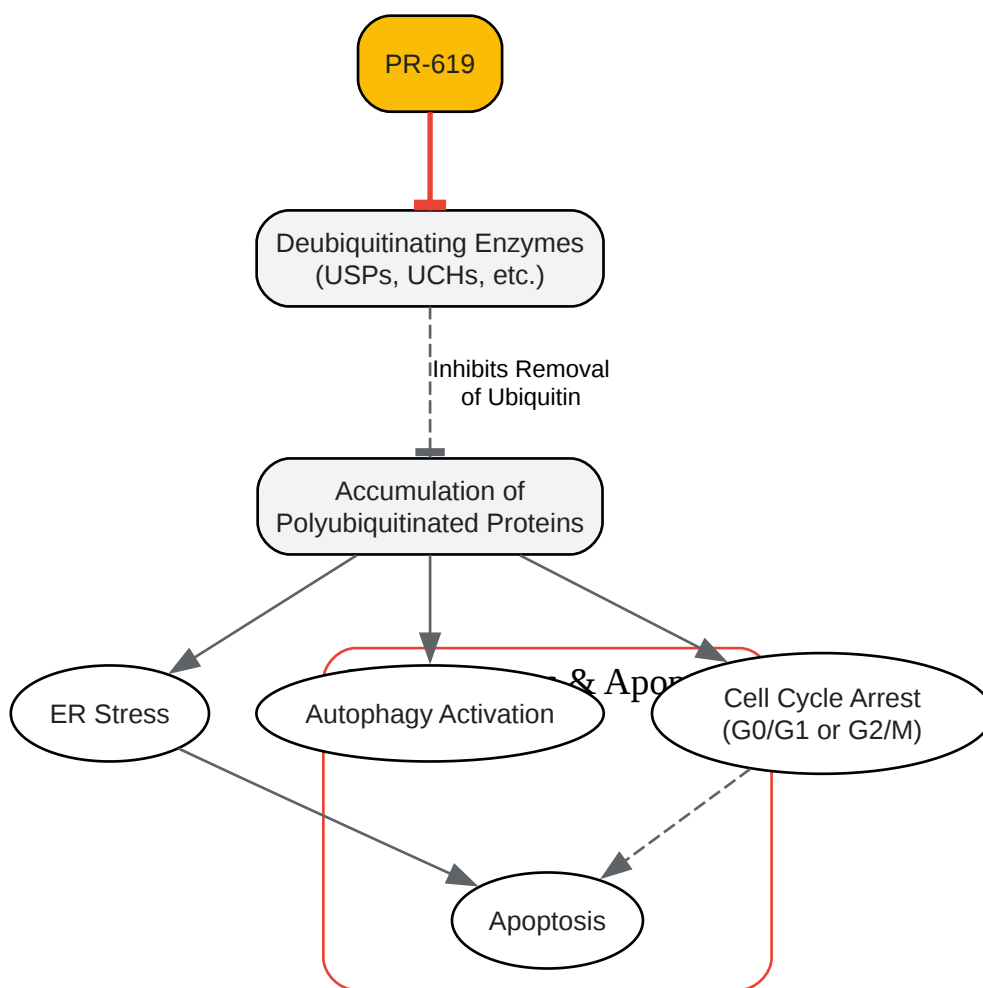 PR-619
Deubiquitinating Enzymes
(USPs, UCHs, etc.)
Inhibits Removal
of Ubiquitin
Accumulation of
Polyubiquitinated Proteins
&
ER Stress
Autophagy Activation
Cell Cycle Arrest
(G0/G1 or G2/M)
Apoptosis